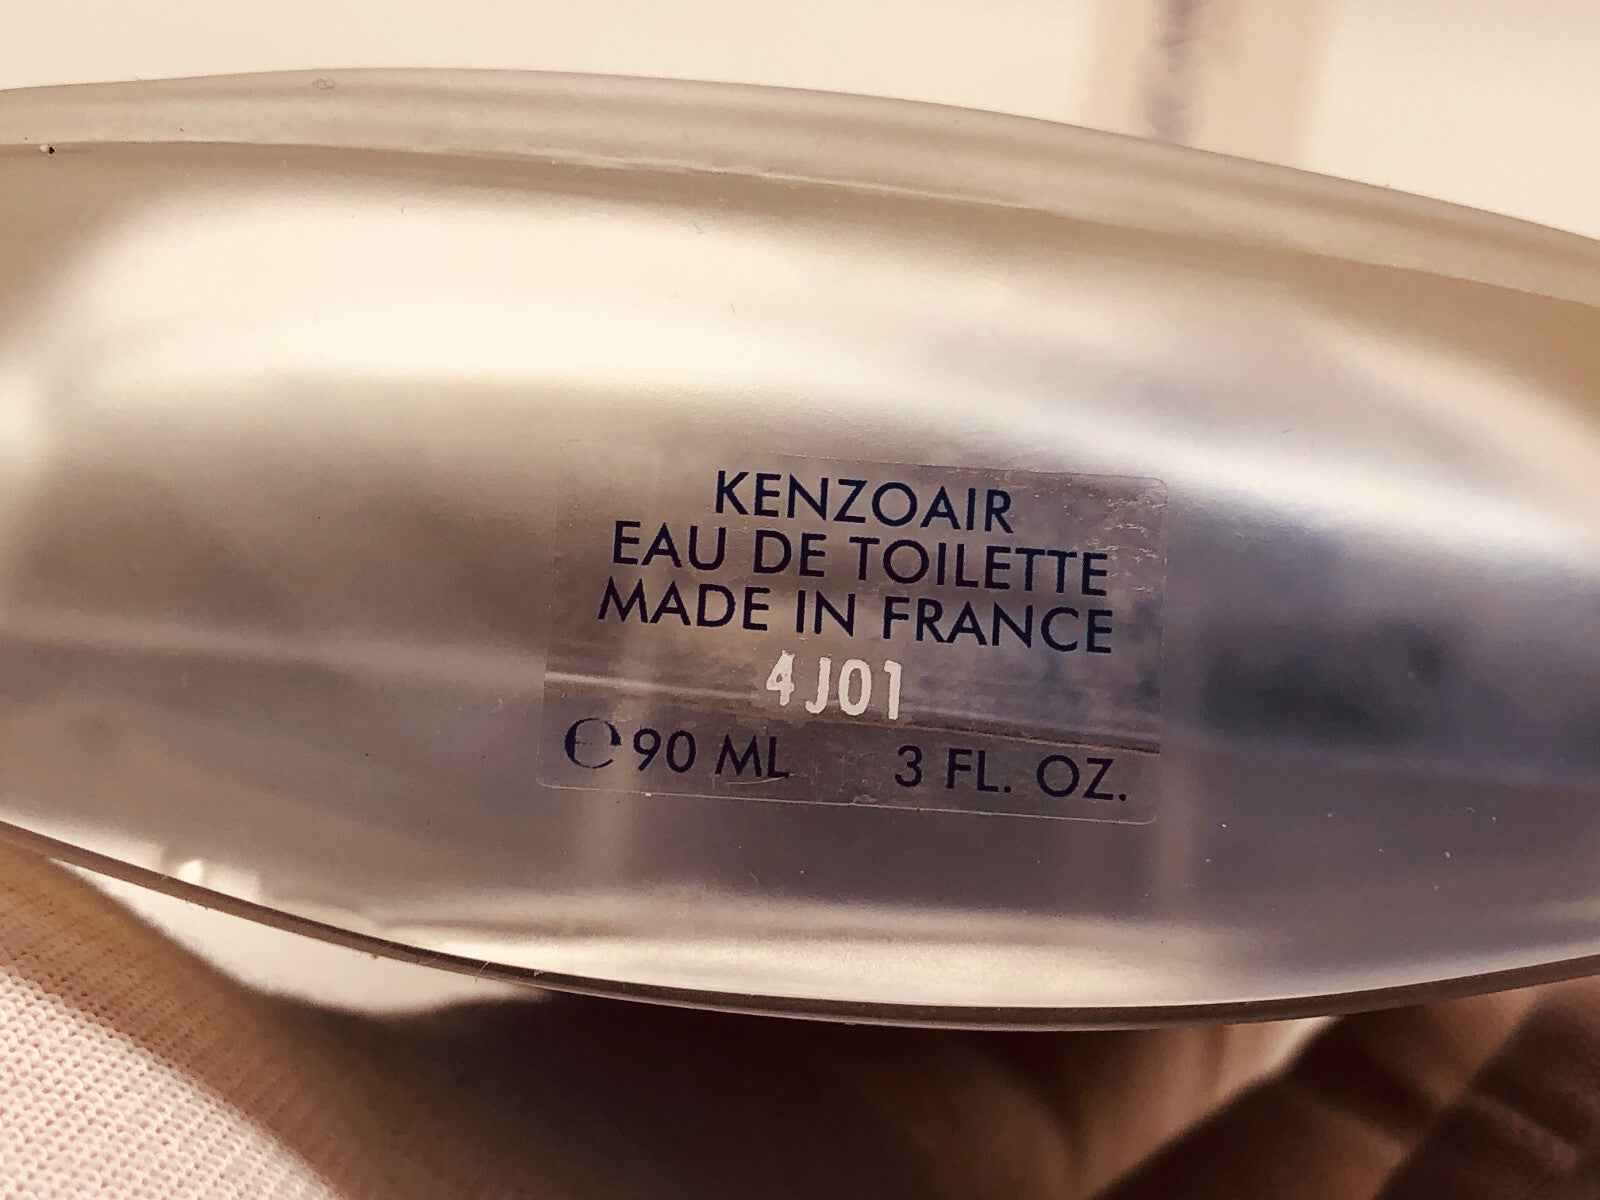 KENZOAIR
EAU DE TOILETTE
MADE IN FRANCE
4J01
℮90 ML 3 FL. OZ.